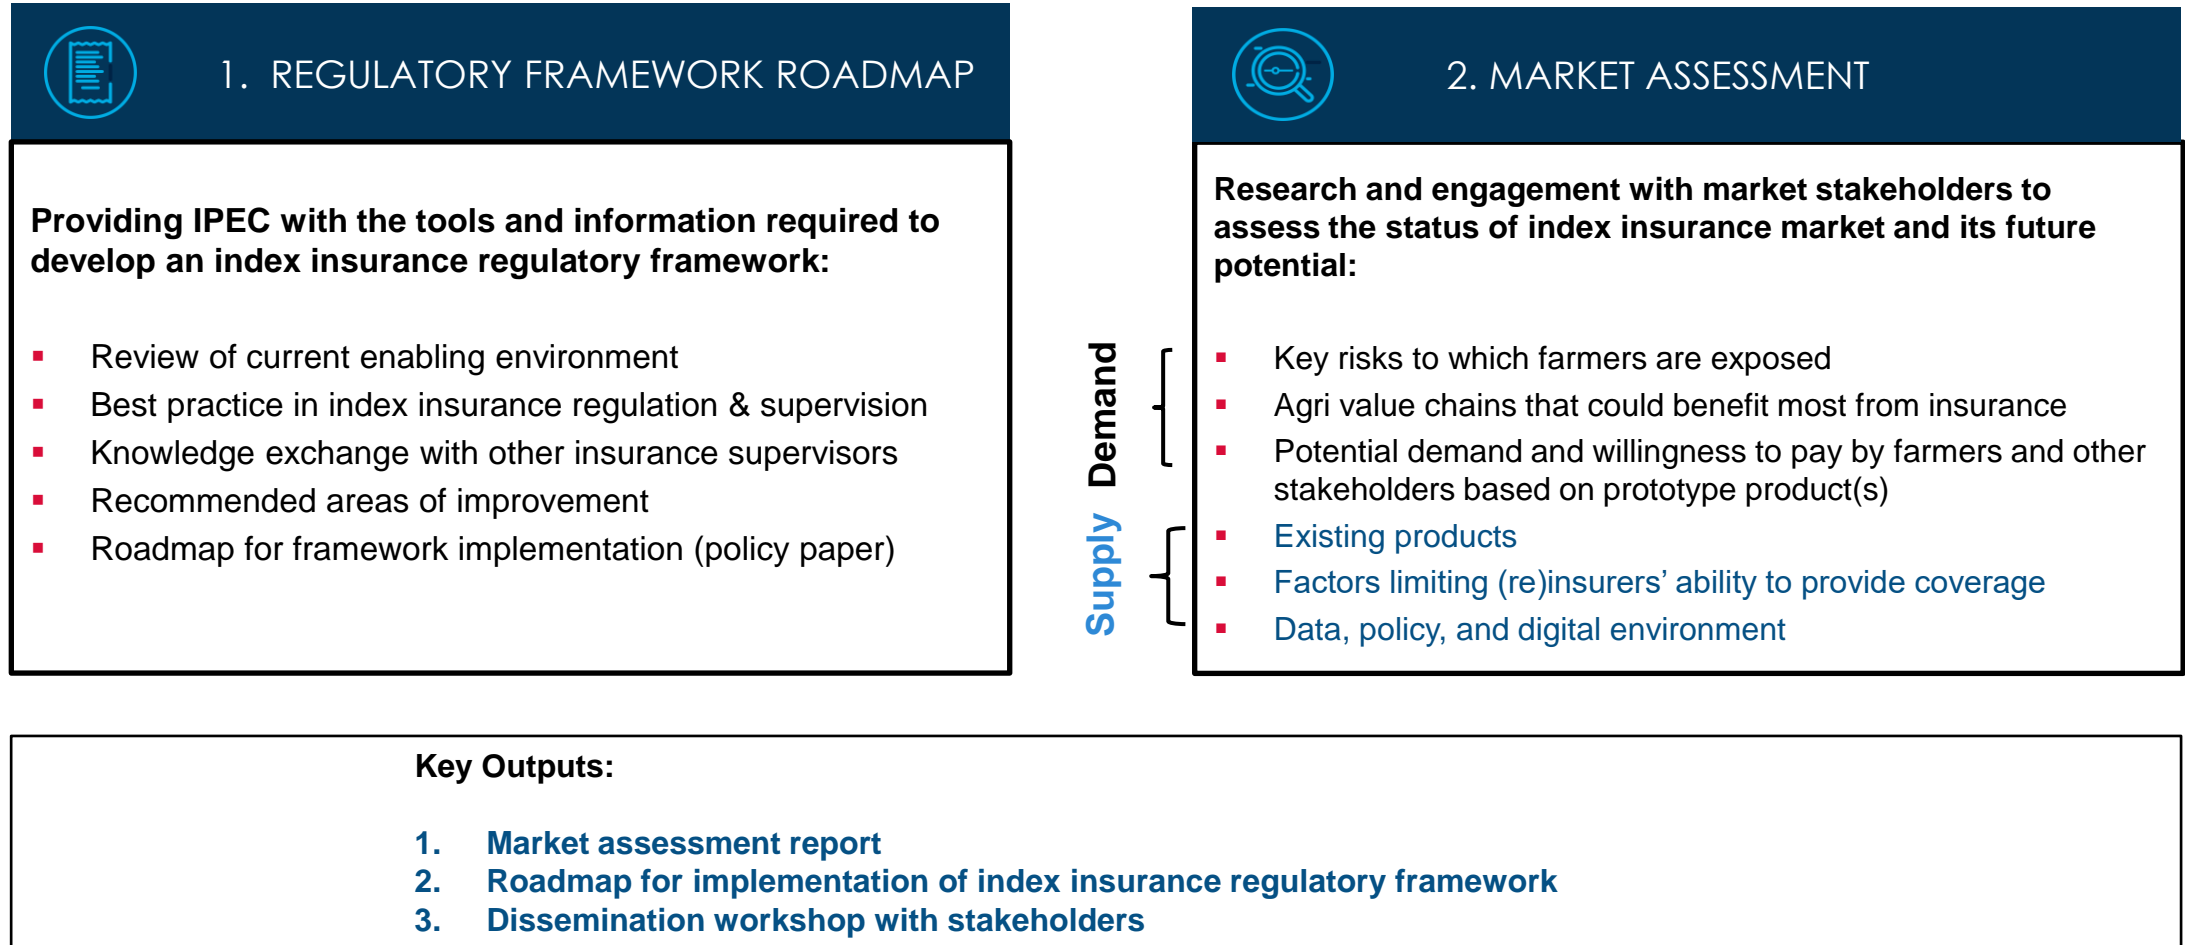 1. REGULATORY FRAMEWORK ROADMAP
Providing IPEC with the tools and information required to
develop an index insurance regulatory framework:
▪ Review of current enabling environment
▪ Best practice in index insurance regulation & supervision
▪ Knowledge exchange with other insurance supervisors
▪ Recommended areas of improvement
▪ Roadmap for framework implementation (policy paper)
2. MARKET ASSESSMENT
Research and engagement with market stakeholders to
assess the status of index insurance market and its future
potential:
Demand
▪ Key risks to which farmers are exposed
▪ Agri value chains that could benefit most from insurance
▪ Potential demand and willingness to pay by farmers and other
stakeholders based on prototype product(s)
Supply
▪ Existing products
▪ Factors limiting (re)insurers’ ability to provide coverage
▪ Data, policy, and digital environment
Key Outputs:
1. Market assessment report
2. Roadmap for implementation of index insurance regulatory framework
3. Dissemination workshop with stakeholders